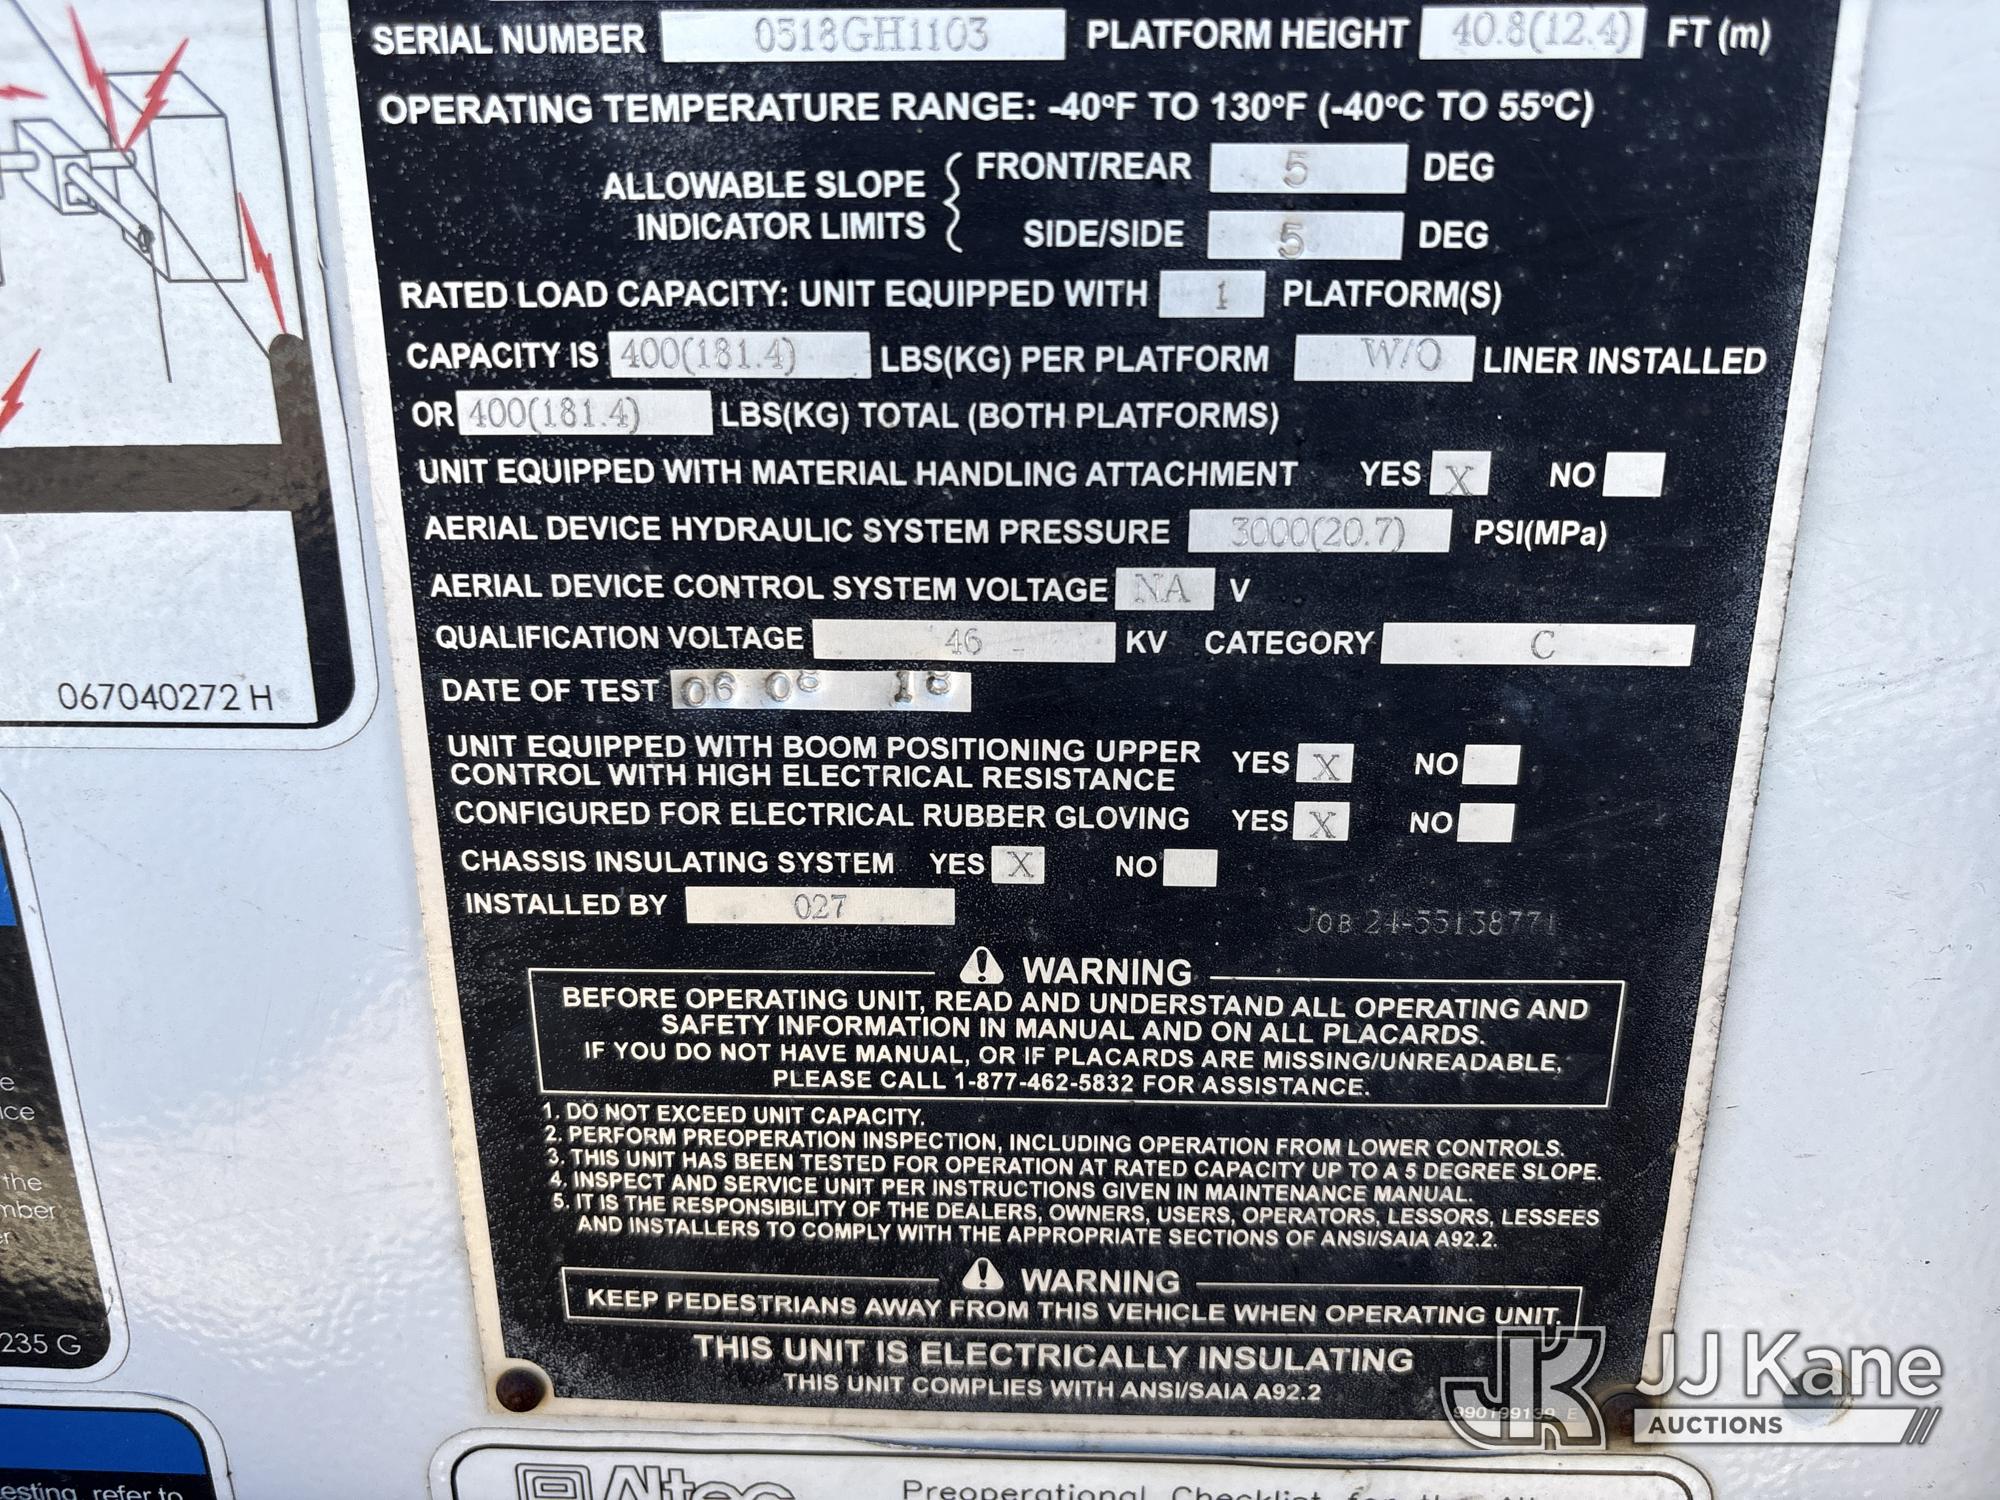 SERIAL NUMBER 0518GH1103 PLATFORM HEIGHT 40.8(12.4) FT (m)
OPERATING TEMPERATURE RANGE: -40°F TO 130°F (-40°C TO 55°C)
ALLOWABLE SLOPE INDICATOR LIMITS
FRONT/REAR 5 DEG
SIDE/SIDE 5 DEG
RATED LOAD CAPACITY: UNIT EQUIPPED WITH 1 PLATFORM(S)
CAPACITY IS 400(181.4) LBS(KG) PER PLATFORM W/O LINER INSTALLED
OR 400(181.4) LBS(KG) TOTAL (BOTH PLATFORMS)
UNIT EQUIPPED WITH MATERIAL HANDLING ATTACHMENT YES X NO
AERIAL DEVICE HYDRAULIC SYSTEM PRESSURE 3000(20.7) PSI(MPa)
AERIAL DEVICE CONTROL SYSTEM VOLTAGE NA V
QUALIFICATION VOLTAGE 46 KV CATEGORY C
DATE OF TEST 06 08 18
UNIT EQUIPPED WITH BOOM POSITIONING UPPER
CONTROL WITH HIGH ELECTRICAL RESISTANCE YES X NO
CONFIGURED FOR ELECTRICAL RUBBER GLOVING YES X NO
CHASSIS INSULATING SYSTEM YES X NO
INSTALLED BY 027
JOB 24-55138771
WARNING
BEFORE OPERATING UNIT, READ AND UNDERSTAND ALL OPERATING AND
SAFETY INFORMATION IN MANUAL AND ON ALL PLACARDS.
IF YOU DO NOT HAVE MANUAL, OR IF PLACARDS ARE MISSING/UNREADABLE,
PLEASE CALL 1-877-462-5832 FOR ASSISTANCE.
1. DO NOT EXCEED UNIT CAPACITY.
2. PERFORM PREOPERATION INSPECTION, INCLUDING OPERATION FROM LOWER CONTROLS.
3. THIS UNIT HAS BEEN TESTED FOR OPERATION AT RATED CAPACITY UP TO A 5 DEGREE SLOPE.
4. INSPECT AND SERVICE UNIT PER INSTRUCTIONS GIVEN IN MAINTENANCE MANUAL.
5. IT IS THE RESPONSIBILITY OF THE DEALERS, OWNERS, USERS, OPERATORS, LESSORS, LESSEES
AND INSTALLERS TO COMPLY WITH THE APPROPRIATE SECTIONS OF ANSI/SAIA A92.2.
WARNING
KEEP PEDESTRIANS AWAY FROM THIS VEHICLE WHEN OPERATING UNIT.
THIS UNIT IS ELECTRICALLY INSULATING
THIS UNIT COMPLIES WITH ANSI/SAIA A92.2
990199139 E
067040272 H
the
235 G
refer to
Altec
Preoperational Checklist for the
JJ Kane
AUCTIONS